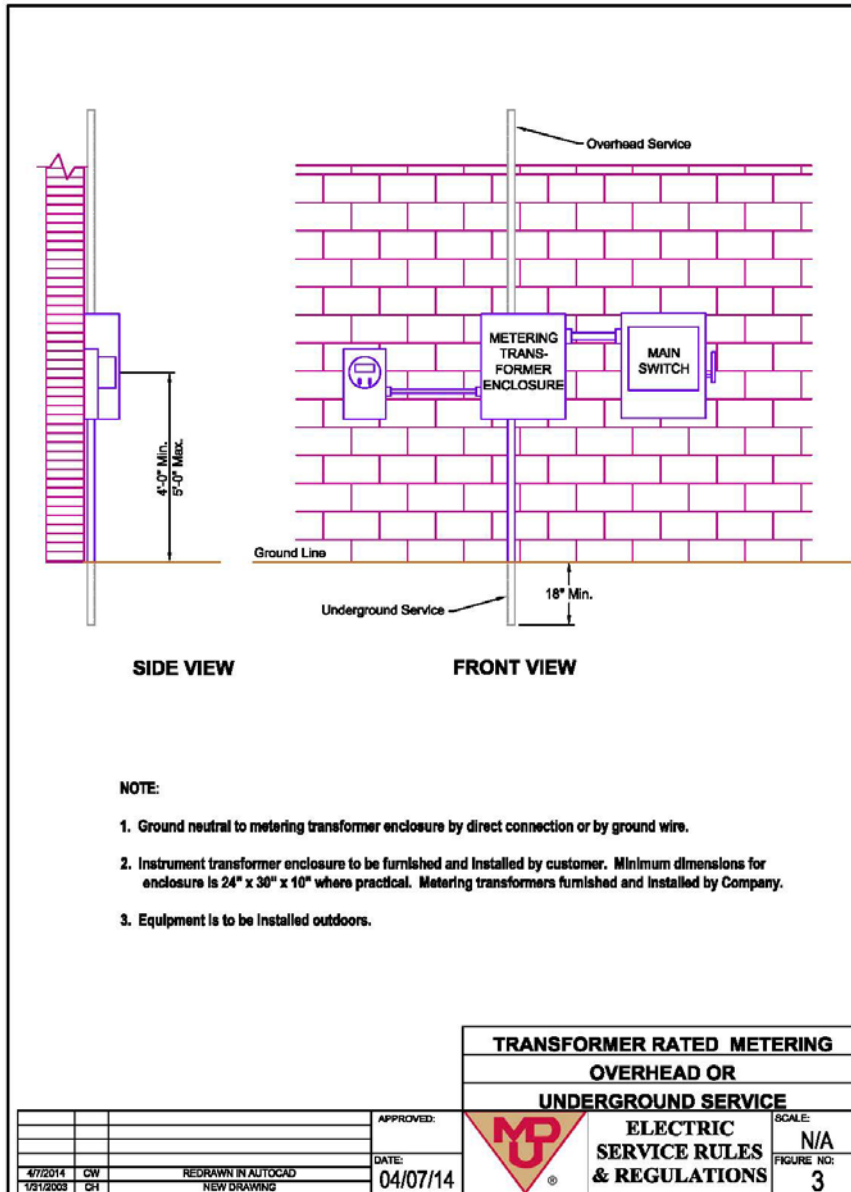 Overhead Service
METERING
TRANS-
FORMER
ENCLOSURE
MAIN
SWITCH
4'-0" Min.
5'-0" Max.
Ground Line
18" Min.
Underground Service
SIDE VIEW
FRONT VIEW
NOTE:
1. Ground neutral to metering transformer enclosure by direct connection or by ground wire.
2. Instrument transformer enclosure to be furnished and installed by customer. Minimum dimensions for
enclosure is 24" x 30" x 10" where practical. Metering transformers furnished and installed by Company.
3. Equipment is to be installed outdoors.
TRANSFORMER RATED METERING
OVERHEAD OR
UNDERGROUND SERVICE
APPROVED:
DATE:
04/07/14
4/7/2014 CW REDRAWN IN AUTOCAD
1/31/2003 CH NEW DRAWING
MPU ®
ELECTRIC
SERVICE RULES
& REGULATIONS
SCALE:
N/A
FIGURE NO:
3